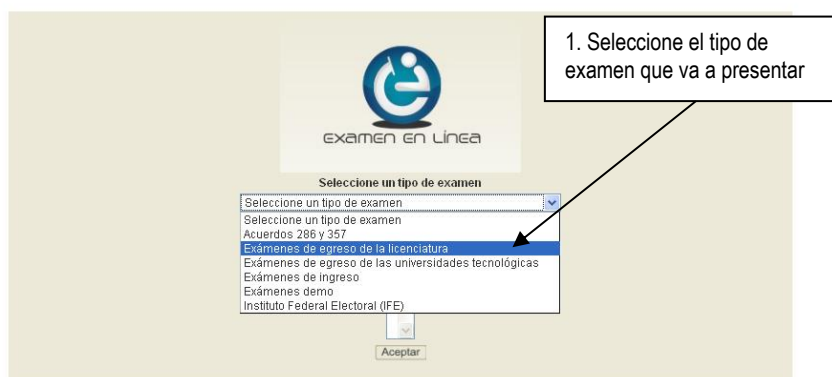 1. Seleccione el tipo de
examen que va a presentar
examen en línea
Seleccione un tipo de examen
Seleccione un tipo de examen
Seleccione un tipo de examen
Acuerdos 286 y 357
Exámenes de egreso de la licenciatura
Exámenes de egreso de las universidades tecnológicas
Exámenes de ingreso
Exámenes demo
Instituto Federal Electoral (IFE)
Aceptar